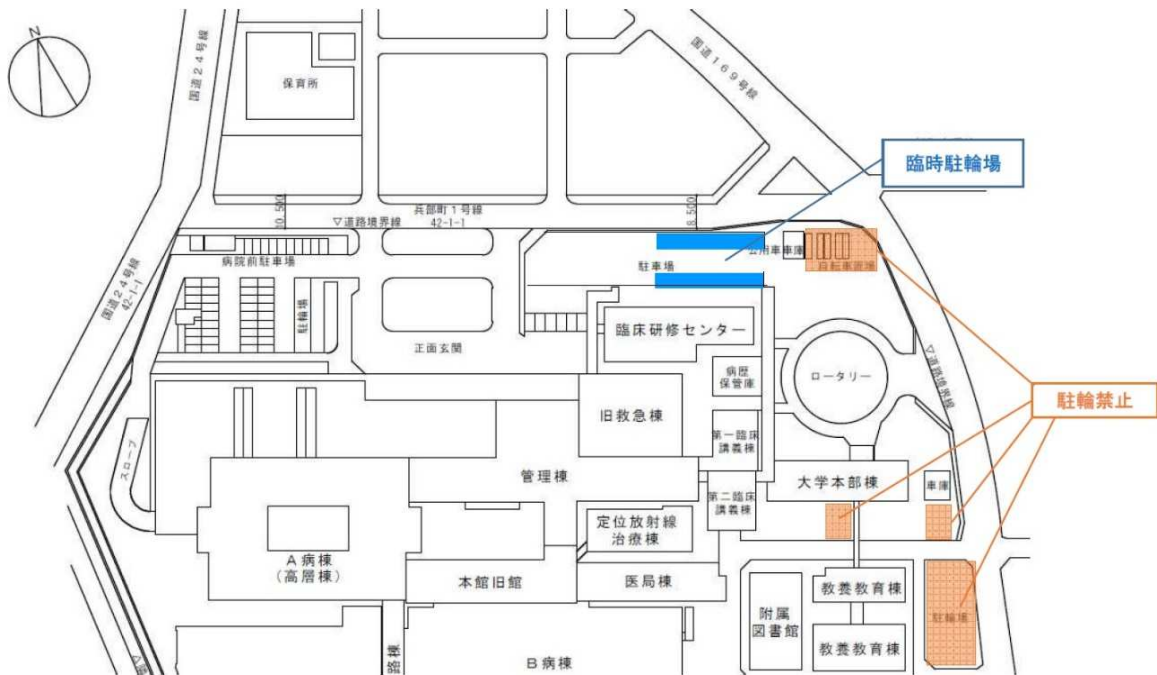 N
国道24号線
保育所
国道169号線
臨時駐輪場
10.500
兵部町1号線
▽道路境界線
42-1-1
8.500
病院前駐車場
駐車場
公用車車庫
自転車置場
国道24号線
42-1-1
駐輪場
正面玄関
臨床研修センター
病歴
保管庫
ロータリー
▽道路境界線
駐輪禁止
旧救急棟
第一臨床
講義棟
スロープ
管理棟
大学本部棟
車庫
第二臨床
講義棟
定位放射線
治療棟
A病棟
(高層棟)
本館旧館
医局棟
附属
図書館
教養教育棟
駐輪場
教養教育棟
路棟
B病棟